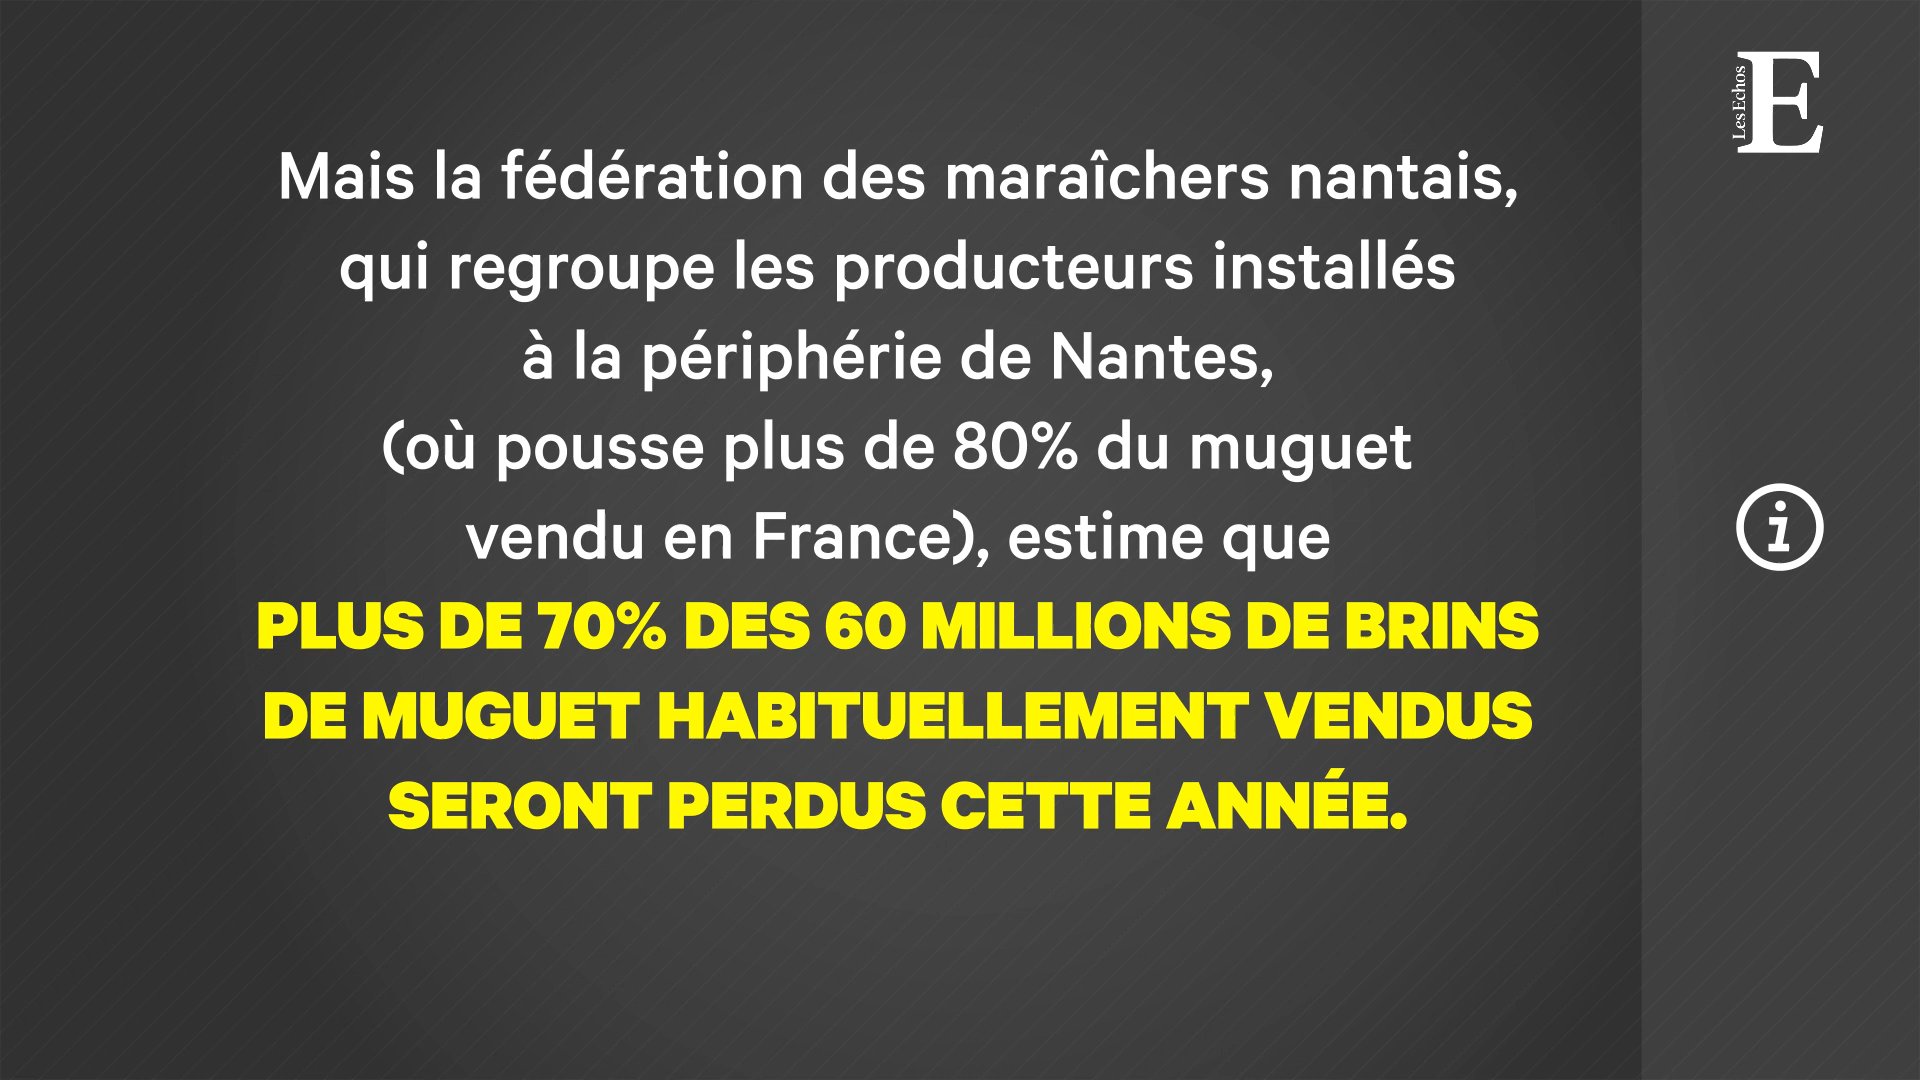 Les Echos
E
Mais la fédération des maraîchers nantais,
qui regroupe les producteurs installés
à la périphérie de Nantes,
(où pousse plus de 80% du muguet
vendu en France), estime que
PLUS DE 70% DES 60 MILLIONS DE BRINS
DE MUGUET HABITUELLEMENT VENDUS
SERONT PERDUS CETTE ANNÉE.
i